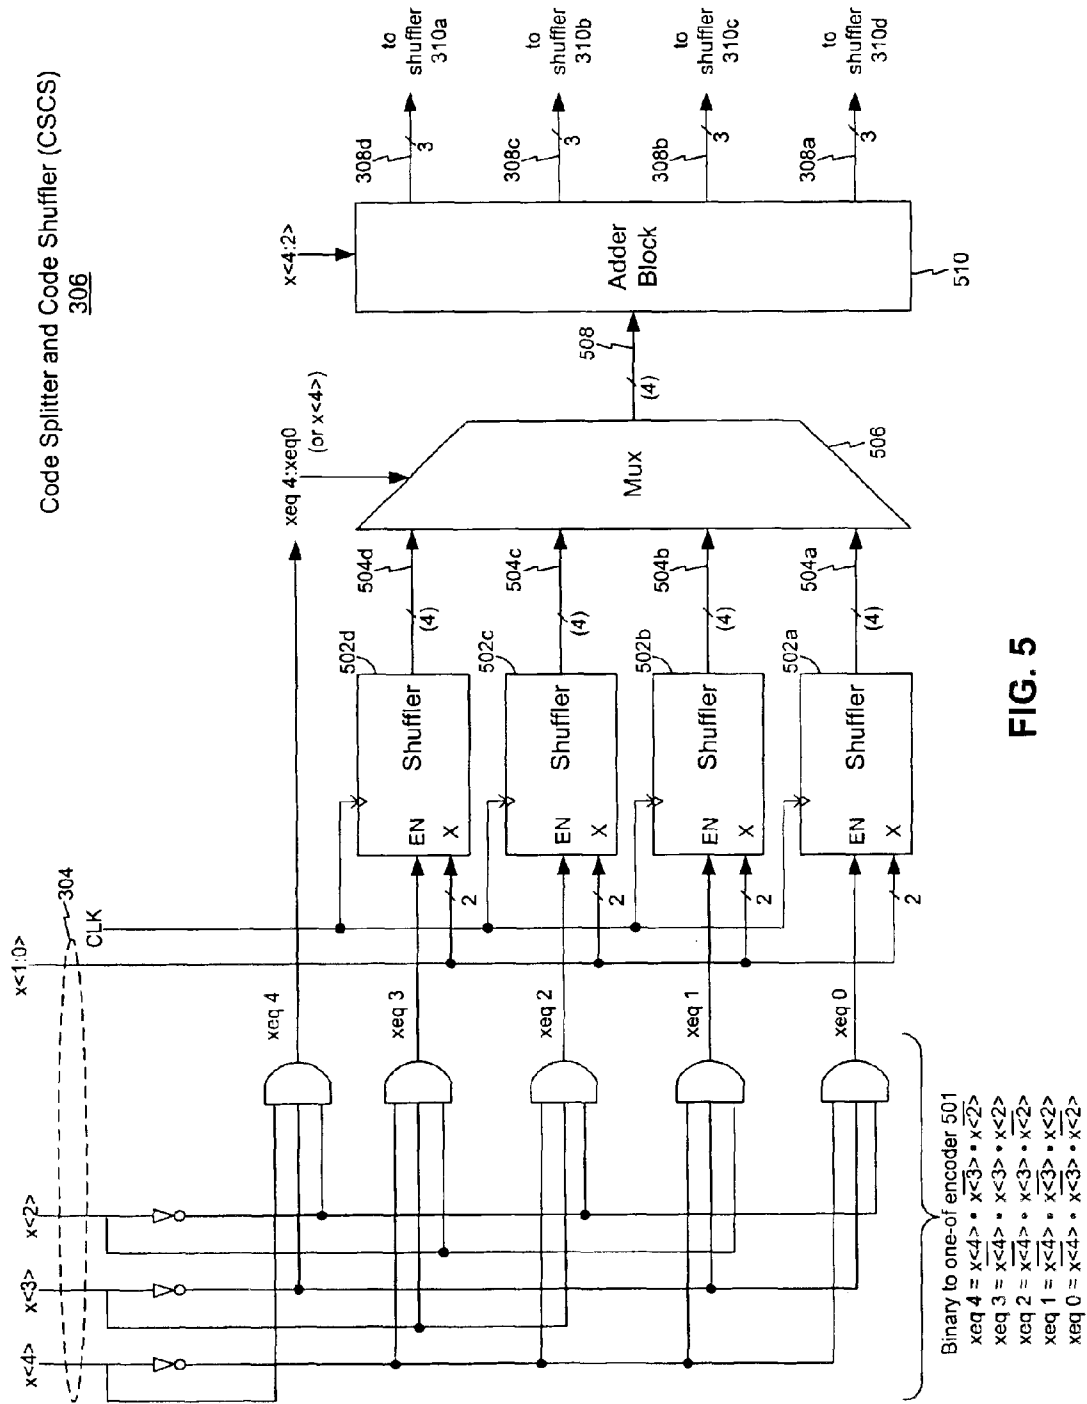 Code Splitter and Code Shuffler (CSCS)
306
x<1:0>
x<4>
x<3>
x<2>
304
CLK
xeq 4
xeq 4:xeq0
(or x<4>)
x<4:2>
xeq 3
EN
X
2
Shuffler
502d
(4)
504d
308d
3
to
shuffler
310a
xeq 2
EN
X
2
Shuffler
502c
(4)
504c
Mux
506
(4)
508
Adder
Block
510
308c
3
to
shuffler
310b
xeq 1
EN
X
2
Shuffler
502b
(4)
504b
308b
3
to
shuffler
310c
xeq 0
EN
X
2
Shuffler
502a
(4)
504a
308a
3
to
shuffler
310d
Binary to one-of encoder 501
xeq 4 = x<4> • x<3> • x<2>
xeq 3 = x<4> • x<3> • x<2>
xeq 2 = x<4> • x<3> • x<2>
xeq 1 = x<4> • x<3> • x<2>
xeq 0 = x<4> • x<3> • x<2>
FIG. 5